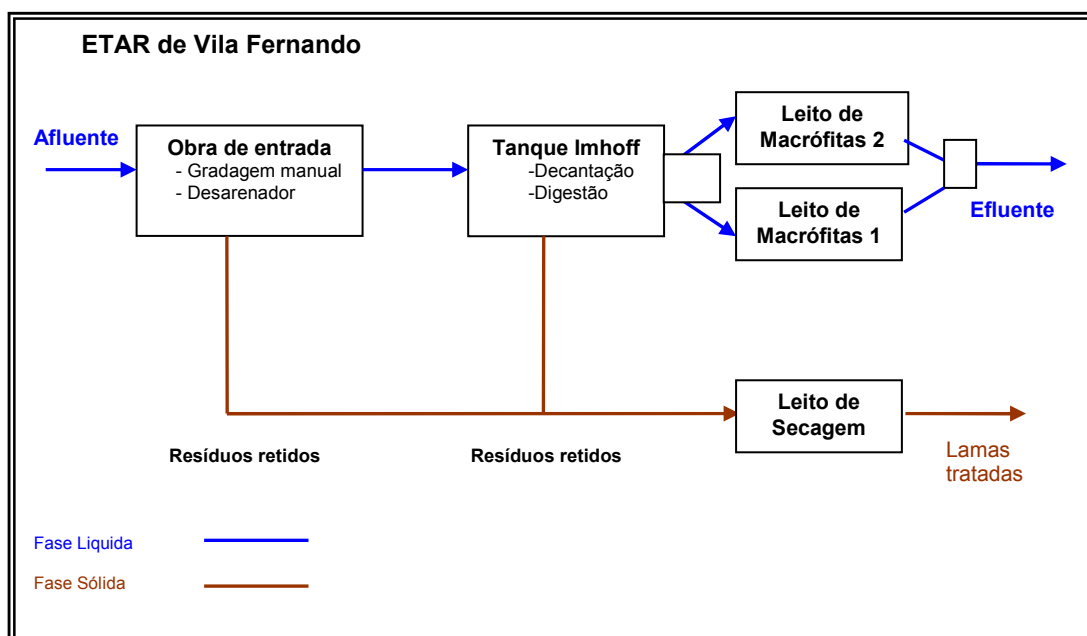 ETAR de Vila Fernando
Afluente
Obra de entrada
- Gradagem manual
- Desarenador
Tanque Imhoff
-Decantação
-Digestão
Leito de
Macrófitas 2
Leito de
Macrófitas 1
Efluente
Leito de
Secagem
Resíduos retidos
Resíduos retidos
Lamas
tratadas
Fase Liquida
Fase Sólida